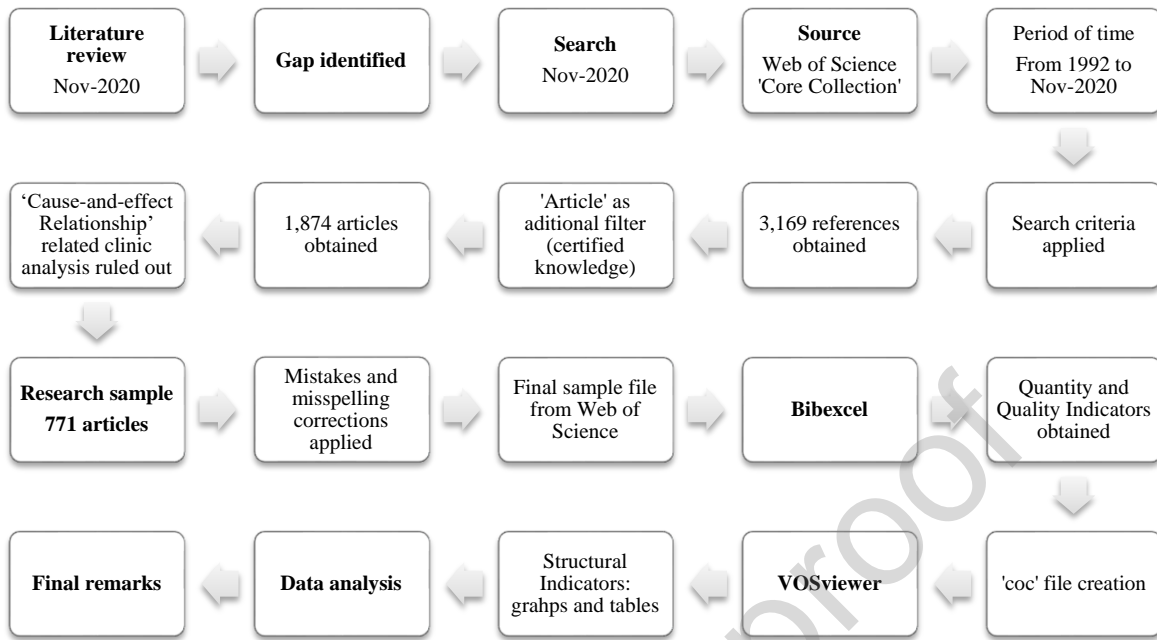 Literature
review
Nov-2020
Gap identified
Search
Nov-2020
Source
Web of Science
'Core Collection'
Period of time
From 1992 to
Nov-2020
‘Cause-and-effect
Relationship’
related clinic
analysis ruled out
1,874 articles
obtained
'Article' as
aditional filter
(certified
knowledge)
3,169 references
obtained
Search criteria
applied
Research sample
771 articles
Mistakes and
misspelling
corrections
applied
Final sample file
from Web of
Science
Bibexcel
Quantity and
Quality Indicators
obtained
Final remarks
Data analysis
Structural
Indicators:
grahps and tables
VOSviewer
'coc' file creation
proof